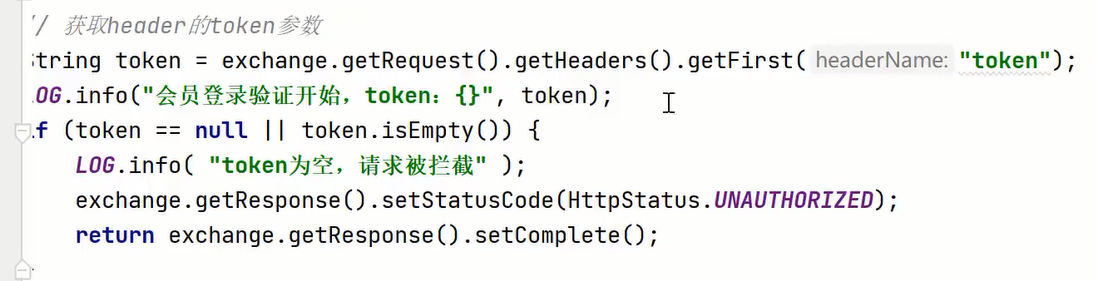 // 获取header的token参数
String token = exchange.getRequest().getHeaders().getFirst( headerName: "token");
LOG.info("会员登录验证开始，token：{}", token);
if (token == null || token.isEmpty()) {
LOG.info( "token为空，请求被拦截" );
exchange.getResponse().setStatusCode(HttpStatus.UNAUTHORIZED);
return exchange.getResponse().setComplete();